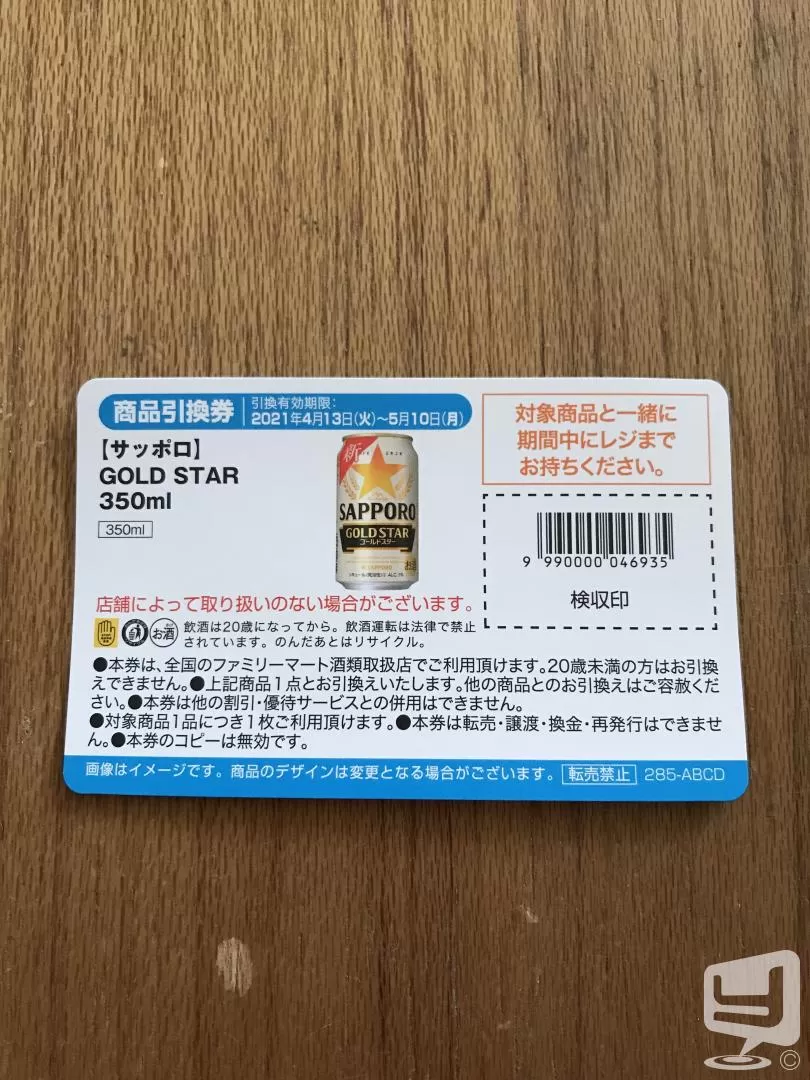 商品引換券
引換有効期限:
2021年4月13日(火)〜5月10日(月)
対象商品と一緒に
期間中にレジまで
お持ちください。
【サッポロ】
GOLD STAR
350ml
350ml
新
SAPPORO
GOLD STAR
ゴールドスター
お酒
9 990000 046935
検収印
店舗によって取り扱いのない場合がございます。
お酒
飲酒は20歳になってから。飲酒運転は法律で禁止
されています。のんだあとはリサイクル。
●本券は、全国のファミリーマート酒類取扱店でご利用頂けます。20歳未満の方はお引換
えできません。●上記商品1点とお引換えいたします。他の商品とのお引換えはご容赦くだ
さい。●本券は他の割引・優待サービスとの併用はできません。
●対象商品1品につき1枚ご利用頂けます。●本券は転売・譲渡・換金・再発行はできませ
ん。●本券のコピーは無効です。
画像はイメージです。商品のデザインは変更となる場合がございます。 転売禁止 285-ABCD
©